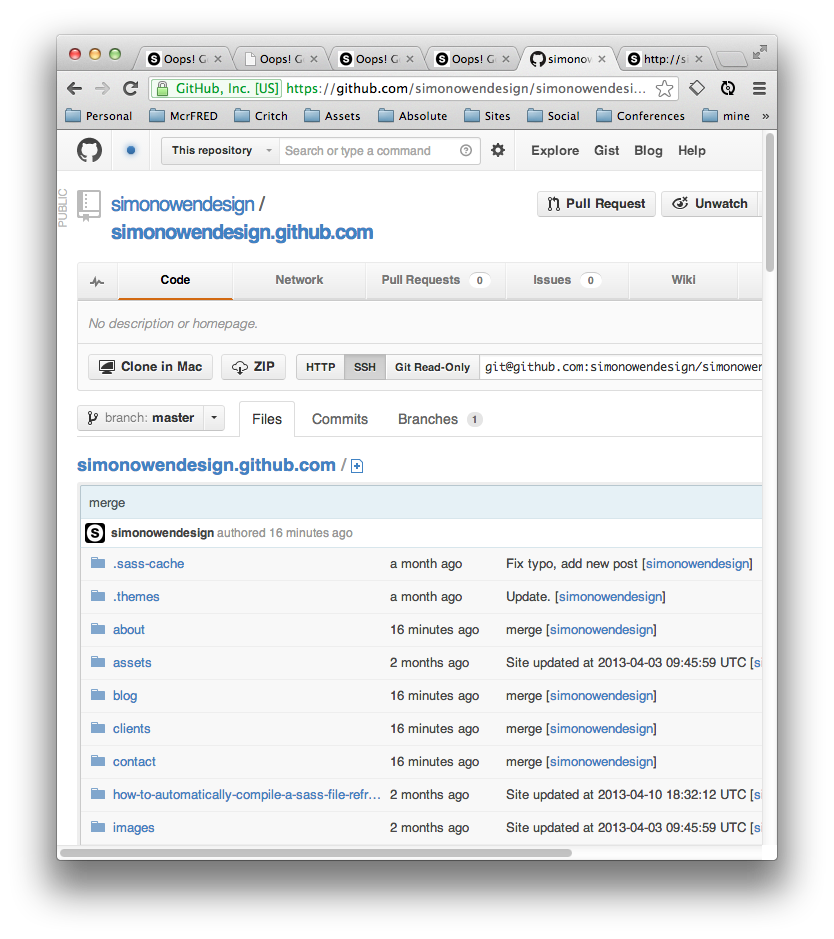 Oops! G
Oops! G
Oops! G
Oops! G
simonow
http://s
GitHub, Inc. [US] https://github.com/simonowendesign/simonowendesi...
Personal McrFRED Critch Assets Absolute Sites Social Conferences mine »
This repository Search or type a command Explore Gist Blog Help
PUBLIC
simonowendesign /
simonowendesign.github.com
Pull Request Unwatch
Code Network Pull Requests 0 Issues 0 Wiki
No description or homepage.
Clone in Mac ZIP HTTP SSH Git Read-Only git@github.com:simonowendesign/simonower
branch: master Files Commits Branches 1
simonowendesign.github.com /
merge
S simonowendesign authored 16 minutes ago
.sass-cache a month ago Fix typo, add new post [simonowendesign]
.themes a month ago Update. [simonowendesign]
about 16 minutes ago merge [simonowendesign]
assets 2 months ago Site updated at 2013-04-03 09:45:59 UTC [s
blog 16 minutes ago merge [simonowendesign]
clients 16 minutes ago merge [simonowendesign]
contact 16 minutes ago merge [simonowendesign]
how-to-automatically-compile-a-sass-file-refr... 2 months ago Site updated at 2013-04-10 18:32:12 UTC [s
images 2 months ago Site updated at 2013-04-03 09:45:59 UTC [s